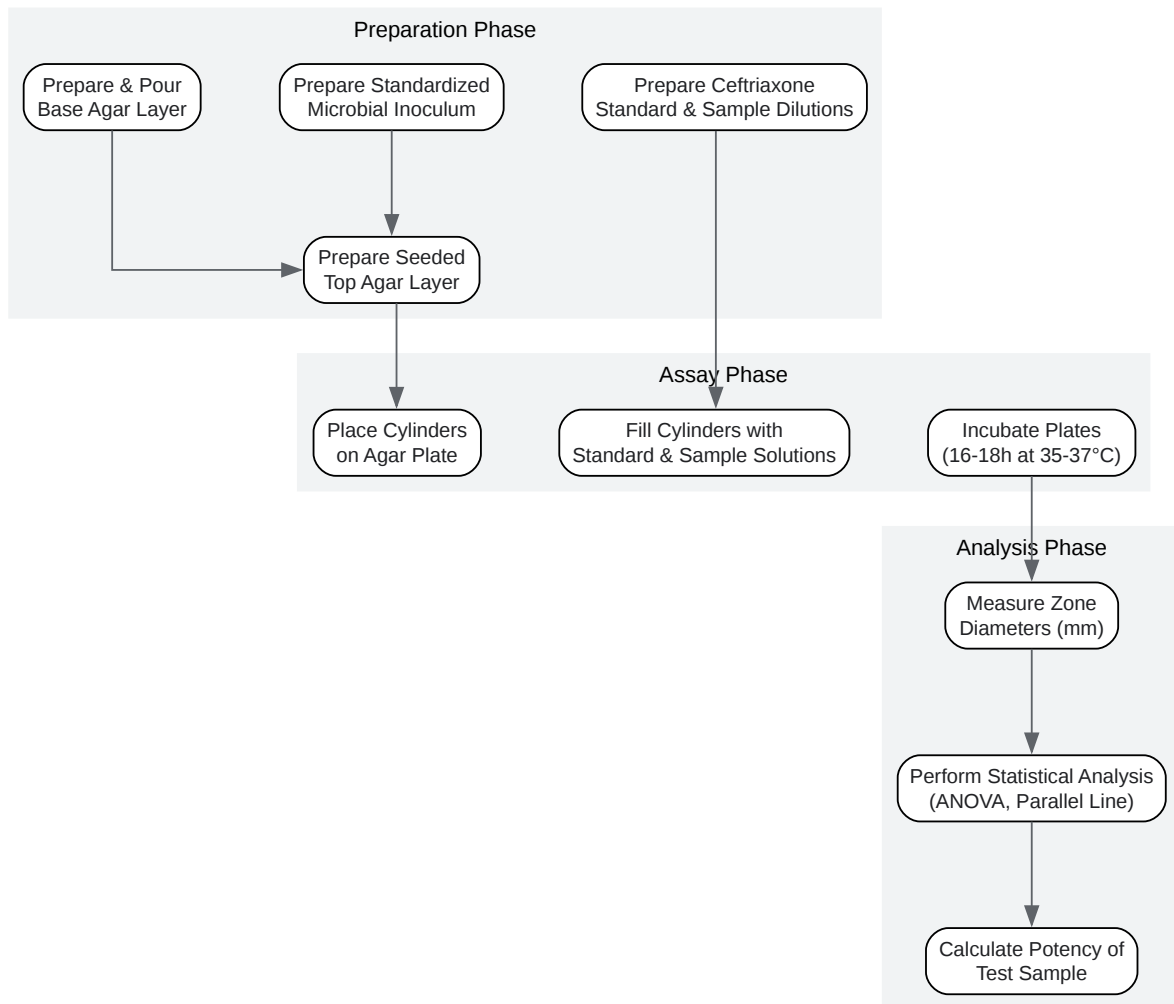 Preparation Phase
Prepare & Pour
Base Agar Layer
Prepare Standardized
Microbial Inoculum
Prepare Ceftriaxone
Standard & Sample Dilutions
Prepare Seeded
Top Agar Layer
Assay Phase
Place Cylinders
on Agar Plate
Fill Cylinders with
Standard & Sample Solutions
Incubate Plates
(16-18h at 35-37°C)
Analysis Phase
Measure Zone
Diameters (mm)
Perform Statistical Analysis
(ANOVA, Parallel Line)
Calculate Potency of
Test Sample